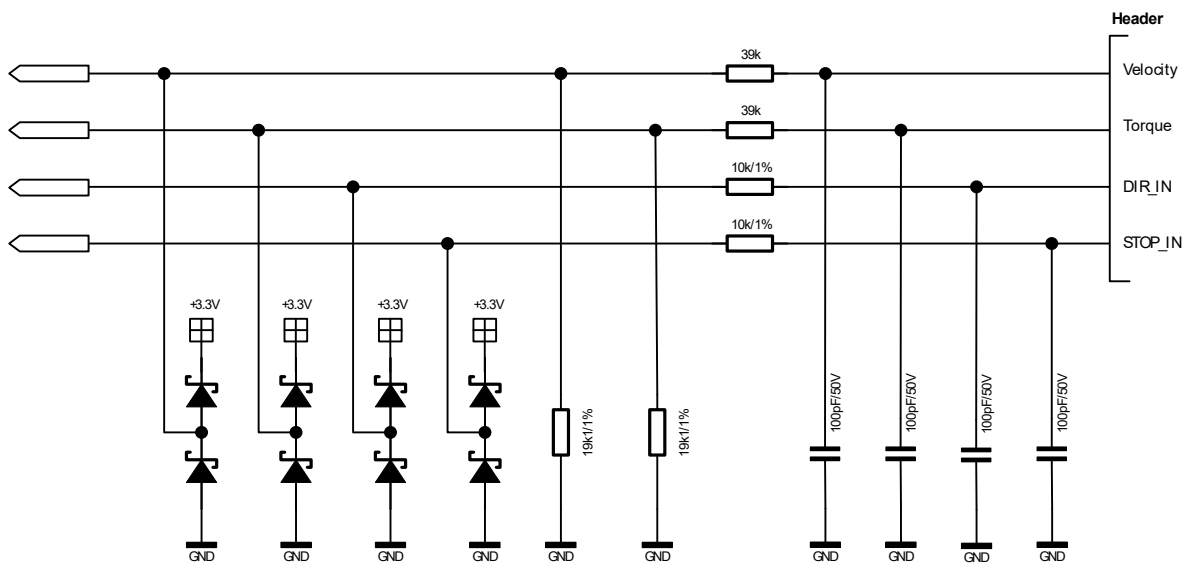 Header
39k
Velocity
39k
Torque
10k/1%
DIR_IN
10k/1%
STOP_IN
+3.3V
+3.3V
+3.3V
+3.3V
19k1/1%
19k1/1%
100pF/50V
100pF/50V
100pF/50V
100pF/50V
GND
GND
GND
GND
GND
GND
GND
GND
GND
GND